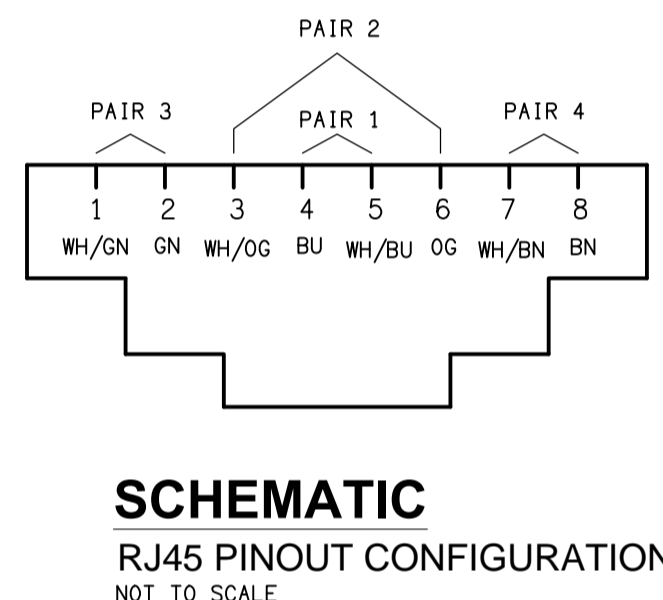 PAIR 2
PAIR 3 PAIR 1 PAIR 4
1 2 3 4 5 6 7 8
WH/GN GN WH/OG BU WH/BU OG WH/BN BN
SCHEMATIC
RJ45 PINOUT CONFIGURATION
NOT TO SCALE